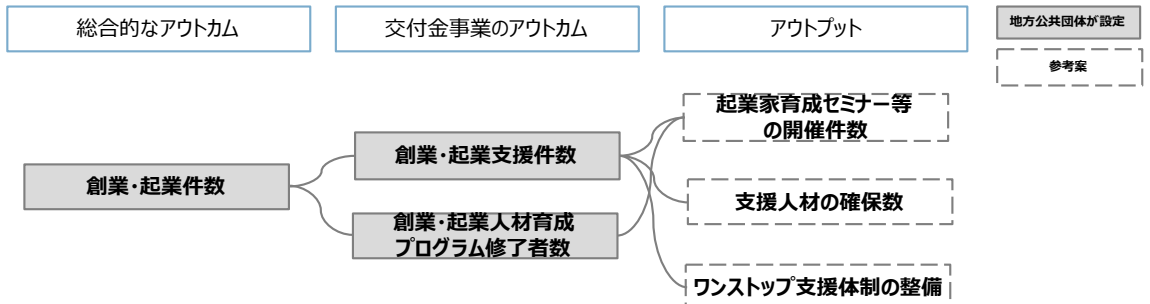 総合的なアウトカム
交付金事業のアウトカム
アウトプット
地方公共団体が設定
参考案
起業家育成セミナー等
の開催件数
創業・起業支援件数
創業・起業件数
支援人材の確保数
創業・起業人材育成
プログラム修了者数
ワンストップ支援体制の整備